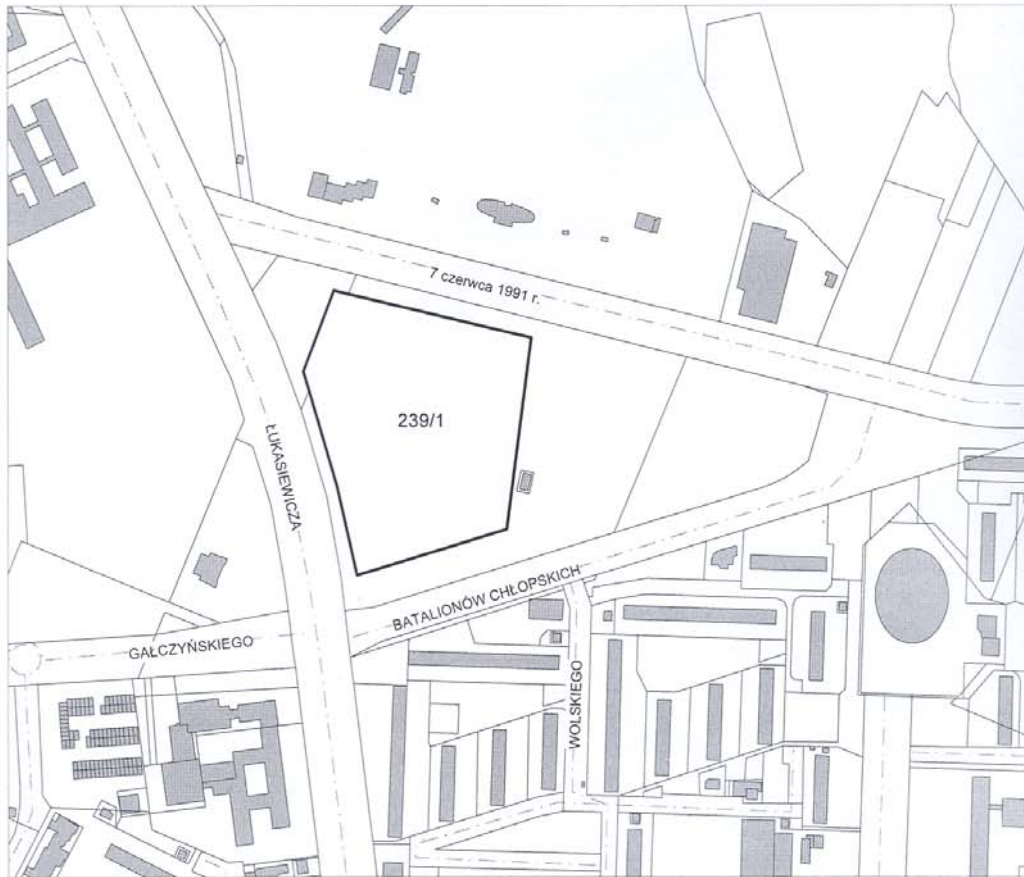 7 czerwca 1991 r.
239/1
ŁUKASIEWICZA
BATALIONÓW CHŁOPSKICH
GAŁCZYŃSKIEGO
WOLSKIEGO